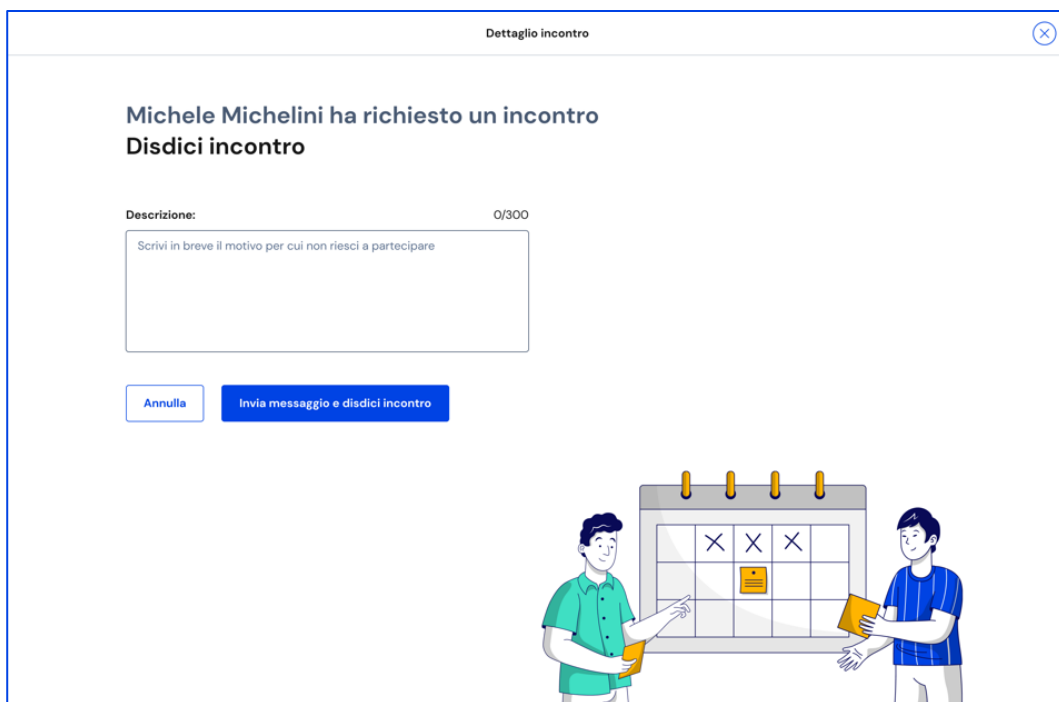 Dettaglio incontro
Michele Michelini ha richiesto un incontro
Disdici incontro
Descrizione: 0/300
Scrivi in breve il motivo per cui non riesci a partecipare
Annulla Invia messaggio e disdici incontro